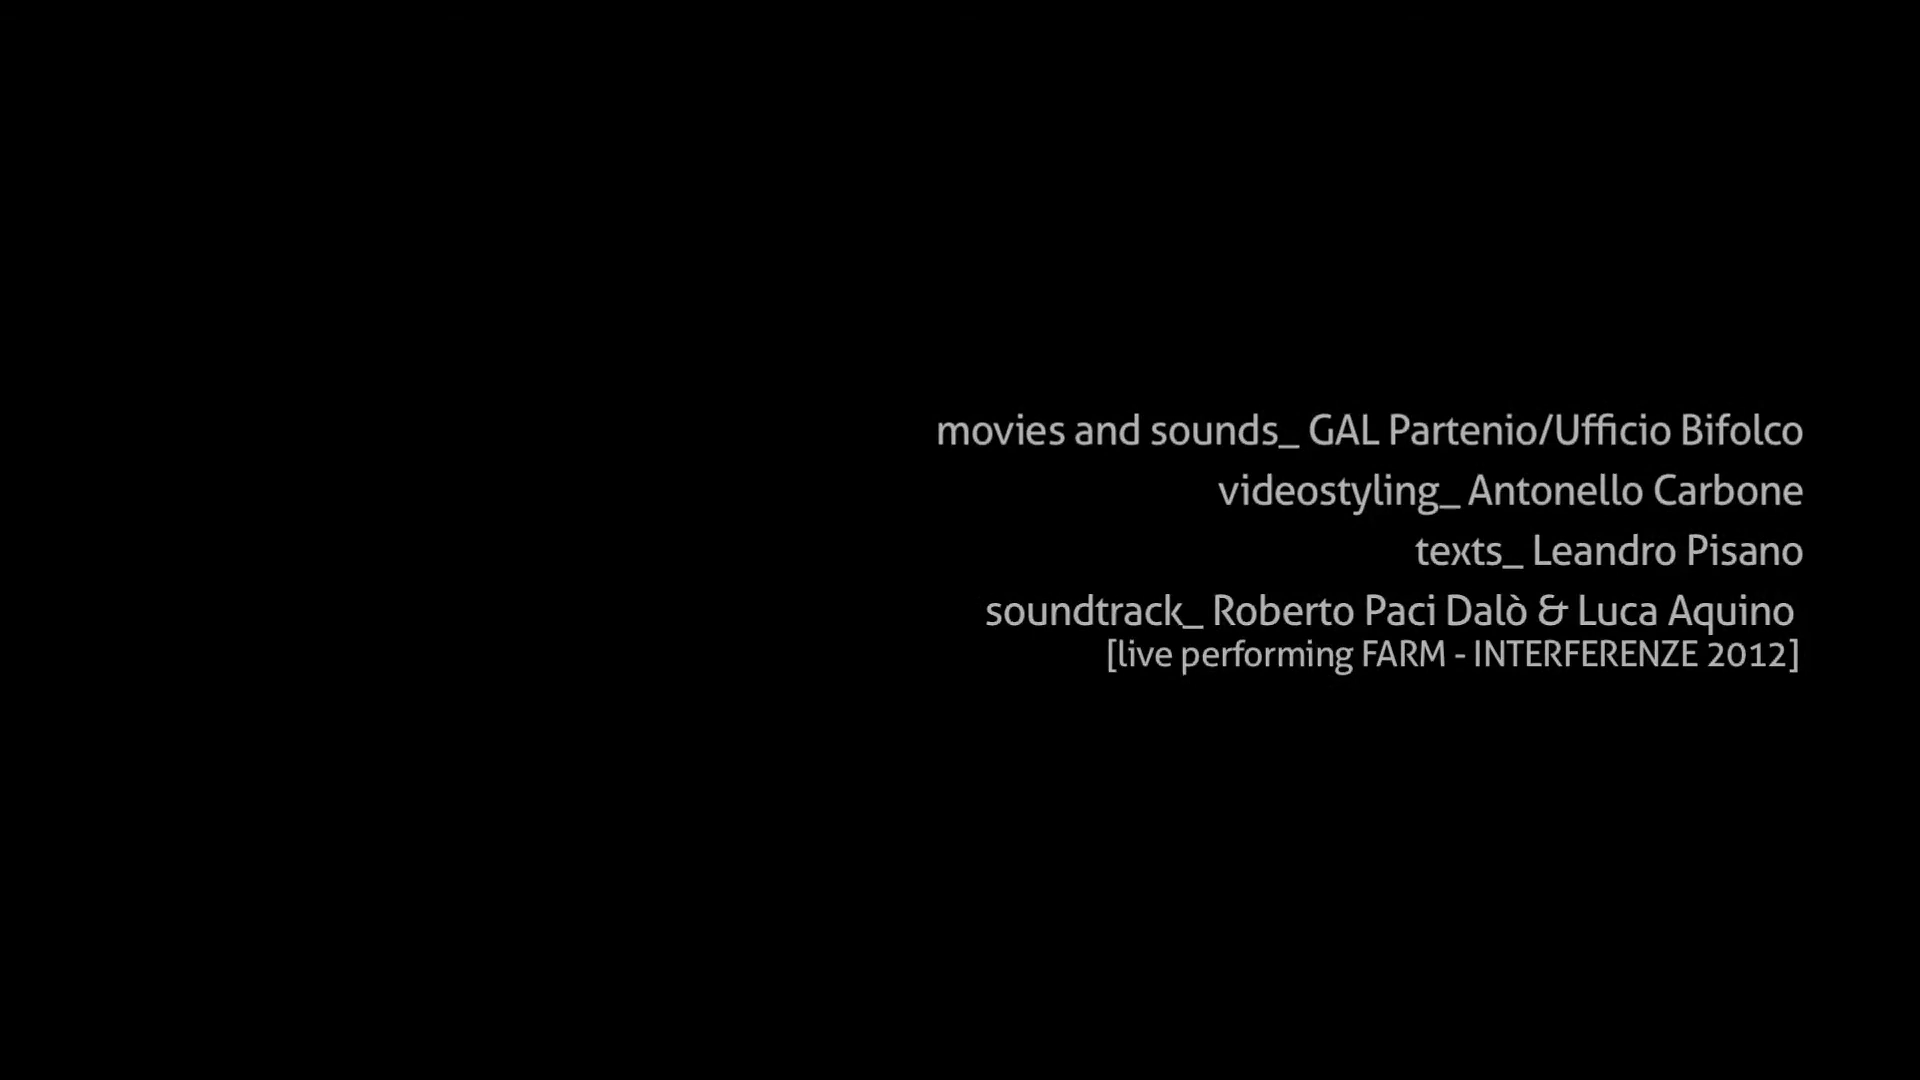 movies and sounds_ GAL Partenio/Ufficio Bifolco
videostyling_ Antonello Carbone
texts_ Leandro Pisano
soundtrack_ Roberto Paci Dalò & Luca Aquino
[live performing FARM - INTERFERENZE 2012]